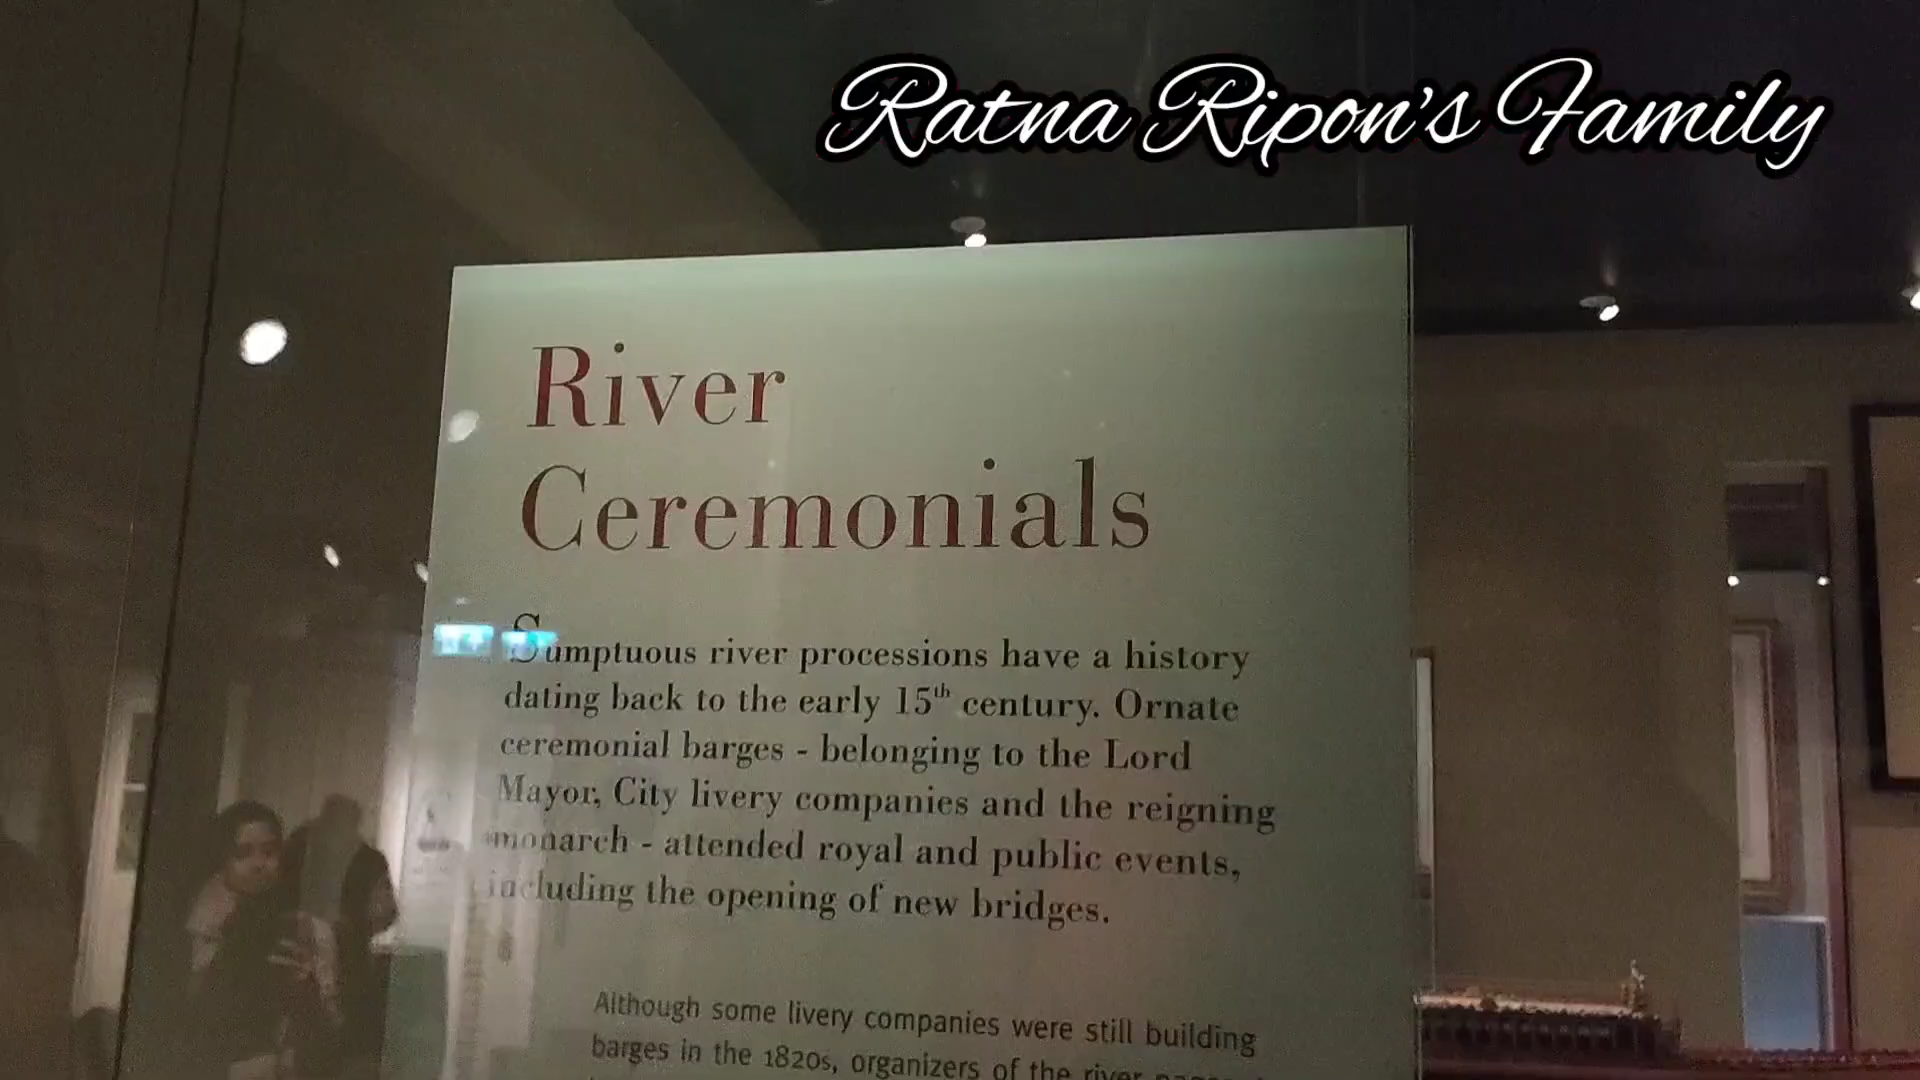 Ratna Ripon's Family
River
Ceremonials
Sumptuous river processions have a history
dating back to the early 15th century. Ornate
ceremonial barges - belonging to the Lord
Mayor, City livery companies and the reigning
monarch - attended royal and public events,
including the opening of new bridges.
Although some livery companies were still building
barges in the 1820s, organizers of the river